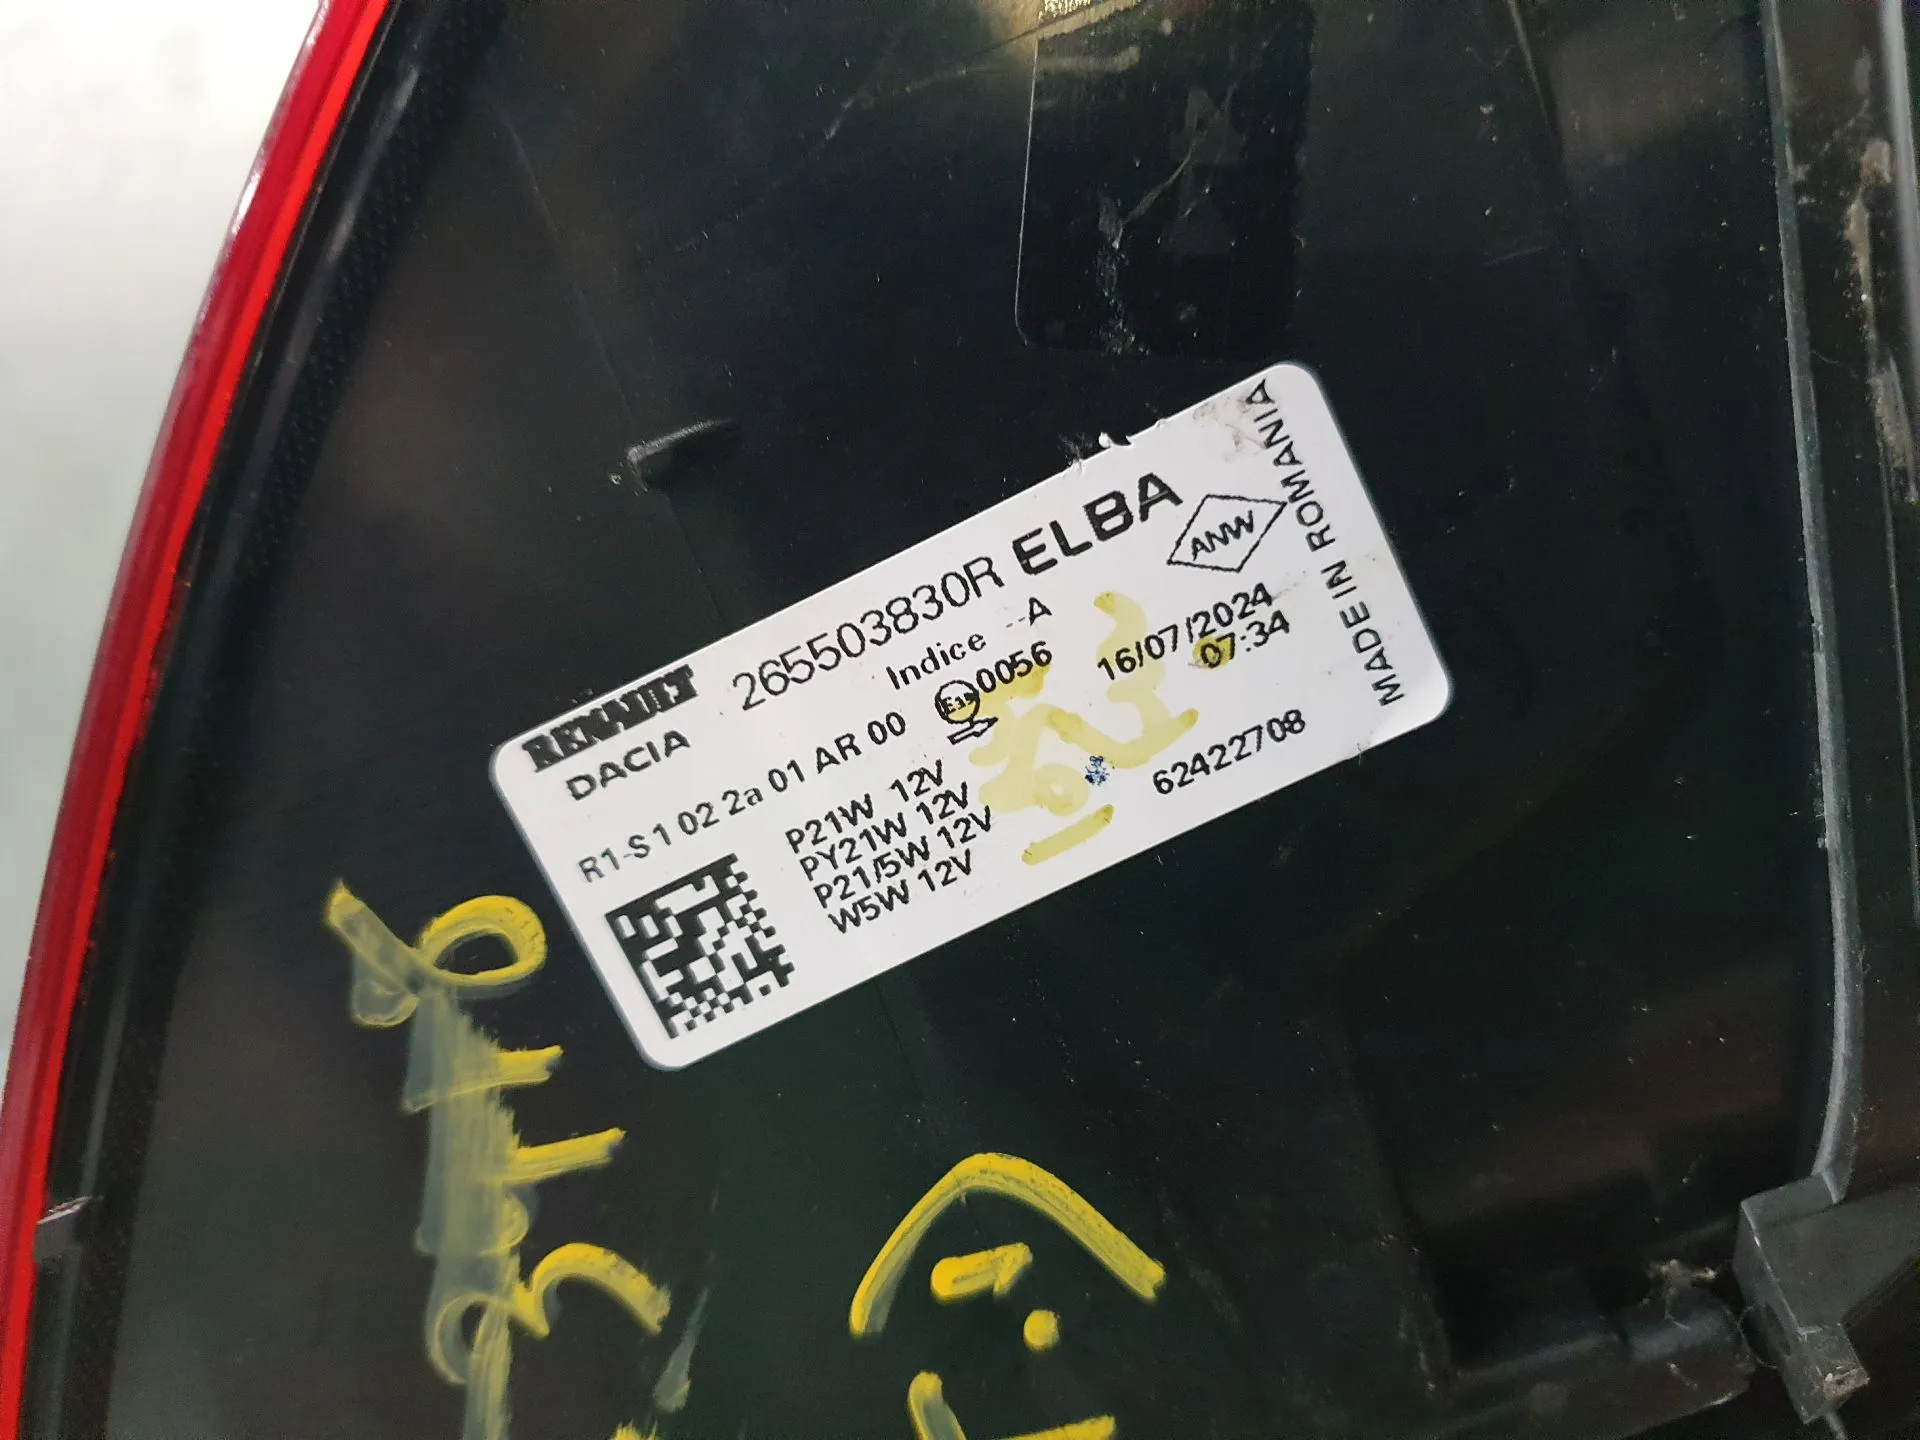 RENAULT 265503830R ELBA
DACIA Indice --A ANW
R1-S1 02 2a 01 AR 00 E19 0056 16/07/2024
07:34
P21W 12V
PY21W 12V
P21/5W 12V
W5W 12V
62422708
MADE IN ROMANIA